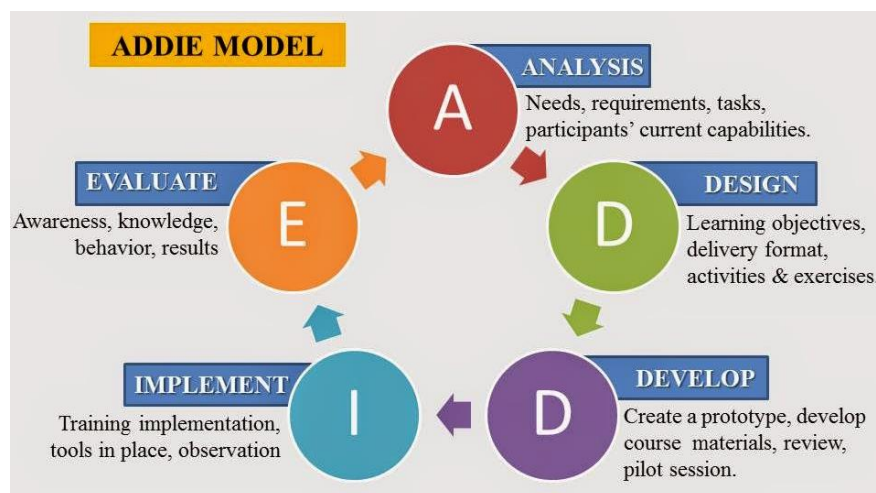 ADDIE MODEL
A
ANALYSIS
Needs, requirements, tasks,
participants’ current capabilities.
D
DESIGN
Learning objectives,
delivery format,
activities & exercises
D
DEVELOP
Create a prototype, develop
course materials, review,
pilot session.
I
IMPLEMENT
Training implementation,
tools in place, observation
E
EVALUATE
Awareness, knowledge,
behavior, results